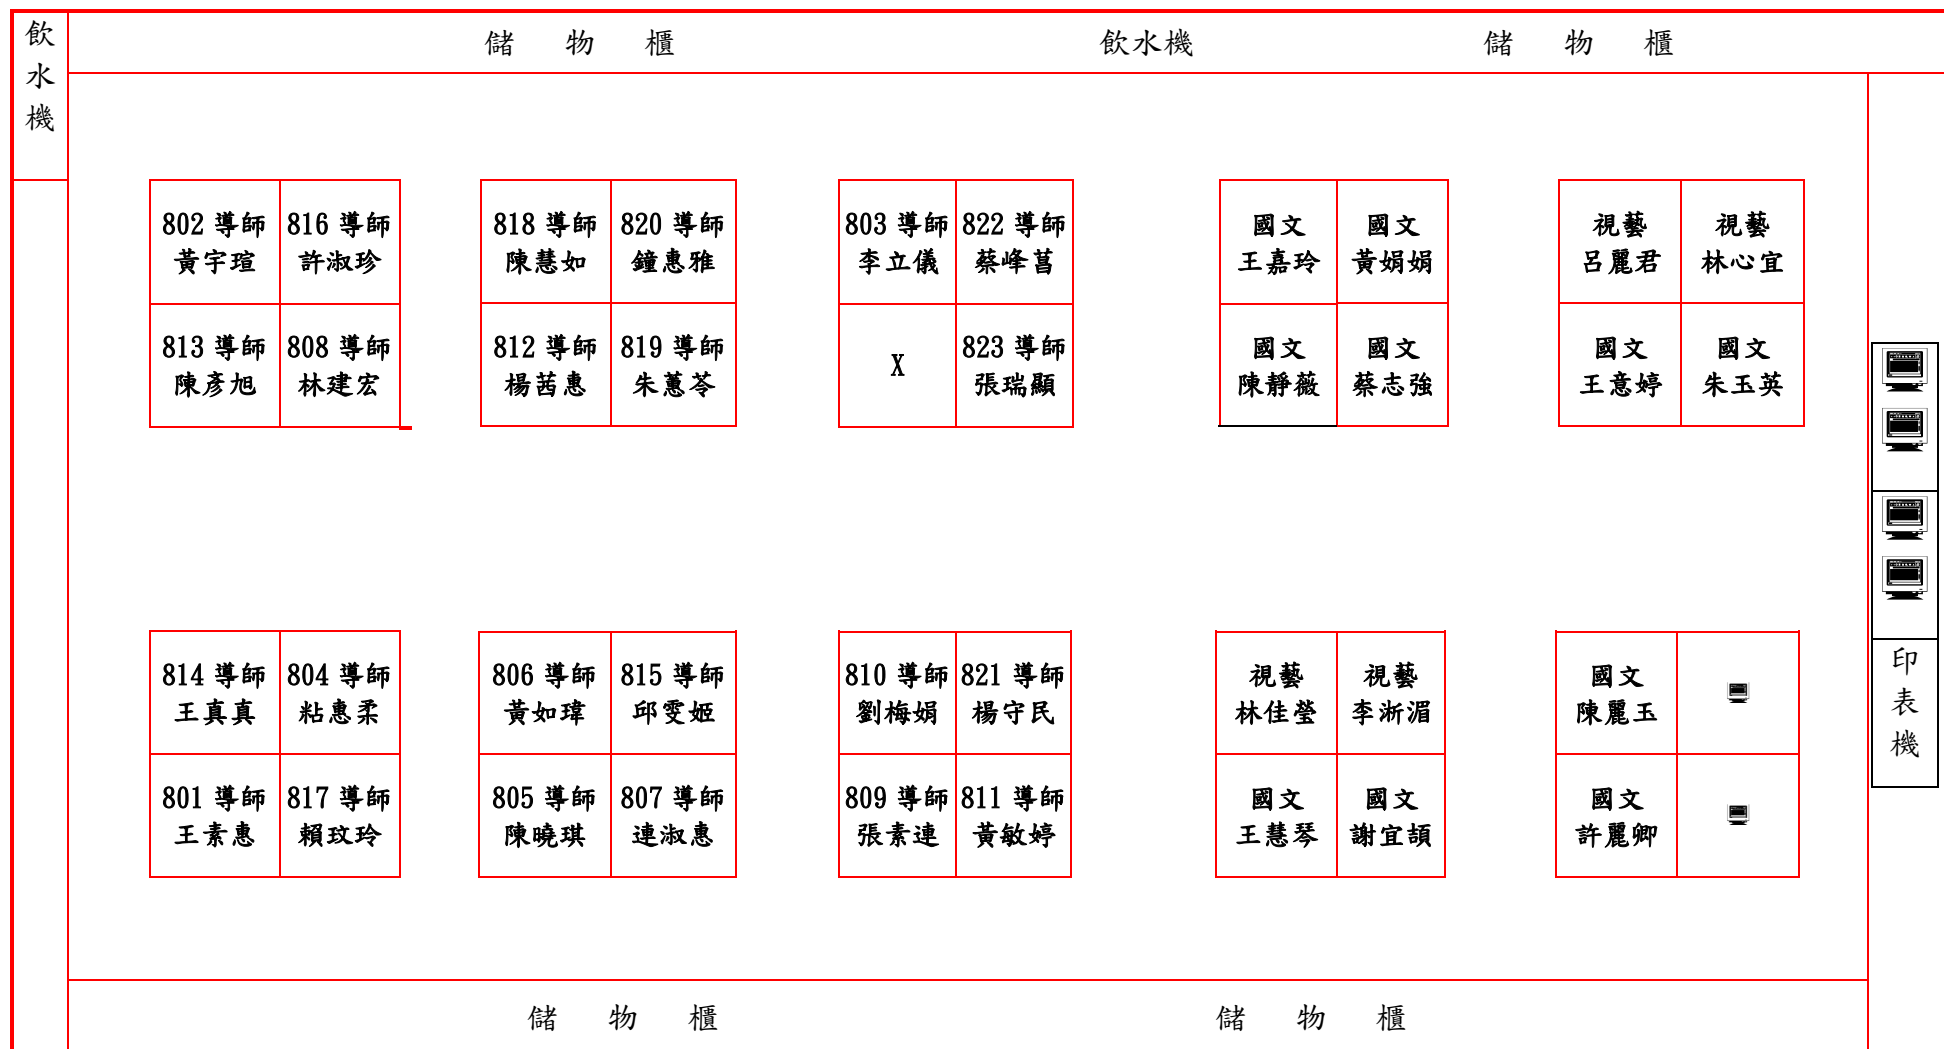 飲水機
儲物櫃 飲水機 儲物櫃
802 導師 816 導師 818 導師 820 導師 803 導師 822 導師 國文 國文 視藝 視藝
黃宇瑄 許淑珍 陳慧如 鐘惠雅 李立儀 蔡峰菖 王嘉玲 黃娟娟 呂麗君 林心宜
813 導師 808 導師 812 導師 819 導師 X 823 導師 國文 國文 國文 國文
陳彥旭 林建宏 楊茜惠 朱蕙苓 張瑞顯 陳靜薇 蔡志強 王意婷 朱玉英
814 導師 804 導師 806 導師 815 導師 810 導師 821 導師 視藝 視藝 國文
王真真 粘惠柔 黃如瑋 邱雯姬 劉梅娟 楊守民 林佳瑩 李淅湄 陳麗玉
印表機
801 導師 817 導師 805 導師 807 導師 809 導師 811 導師 國文 國文 國文
王素惠 賴玟玲 陳曉琪 連淑惠 張素連 黃敏婷 王慧琴 謝宜頡 許麗卿
儲物櫃 儲物櫃